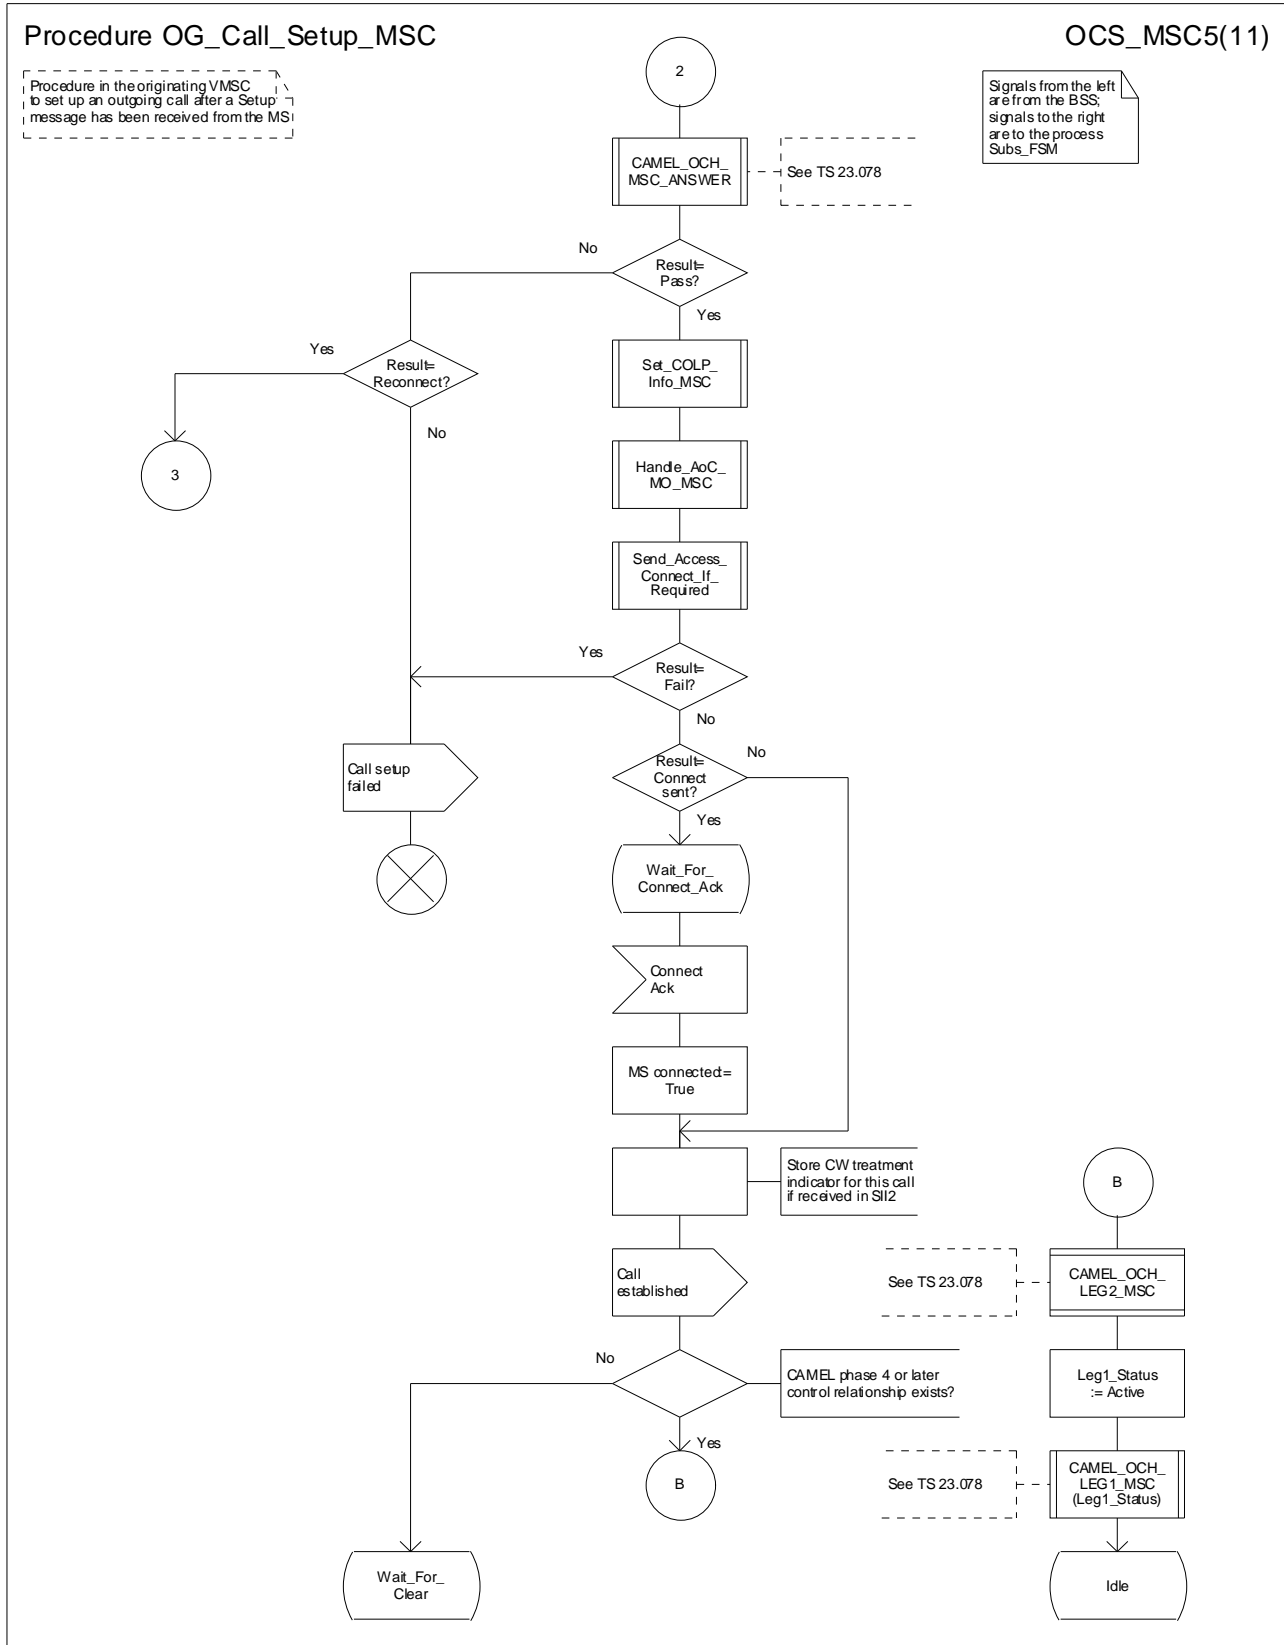 Procedure OG_Call_Setup_MSC
OCS_MSC5(11)
Procedure in the originating VMSC
to set up an outgoing call after a Setup
message has been received from the MS
2
Signals from the left
are from the BSS;
signals to the right
are to the process
Subs_FSM
CAMEL_OCH_
MSC_ANSWER
See TS 23.078
No
Result=
Pass?
Yes
Yes
Result=
Reconnect?
Set_COLP_
Info_MSC
No
3
Handle_AoC_
MO_MSC
Send_Access_
Connect_If_
Required
Yes
Result=
Fail?
No
Call setup
failed
Result=
Connect
sent?
No
Yes
Wait_For_
Connect_Ack
Connect
Ack
MS connected:=
True
Store CW treatment
indicator for this call
if received in SII2
B
Call
established
See TS 23.078
CAMEL_OCH_
LEG2_MSC
No
CAMEL phase 4 or later
control relationship exists?
Leg1_Status
:= Active
Yes
B
See TS 23.078
CAMEL_OCH_
LEG1_MSC
(Leg1_Status)
Wait_For_
Clear
Idle